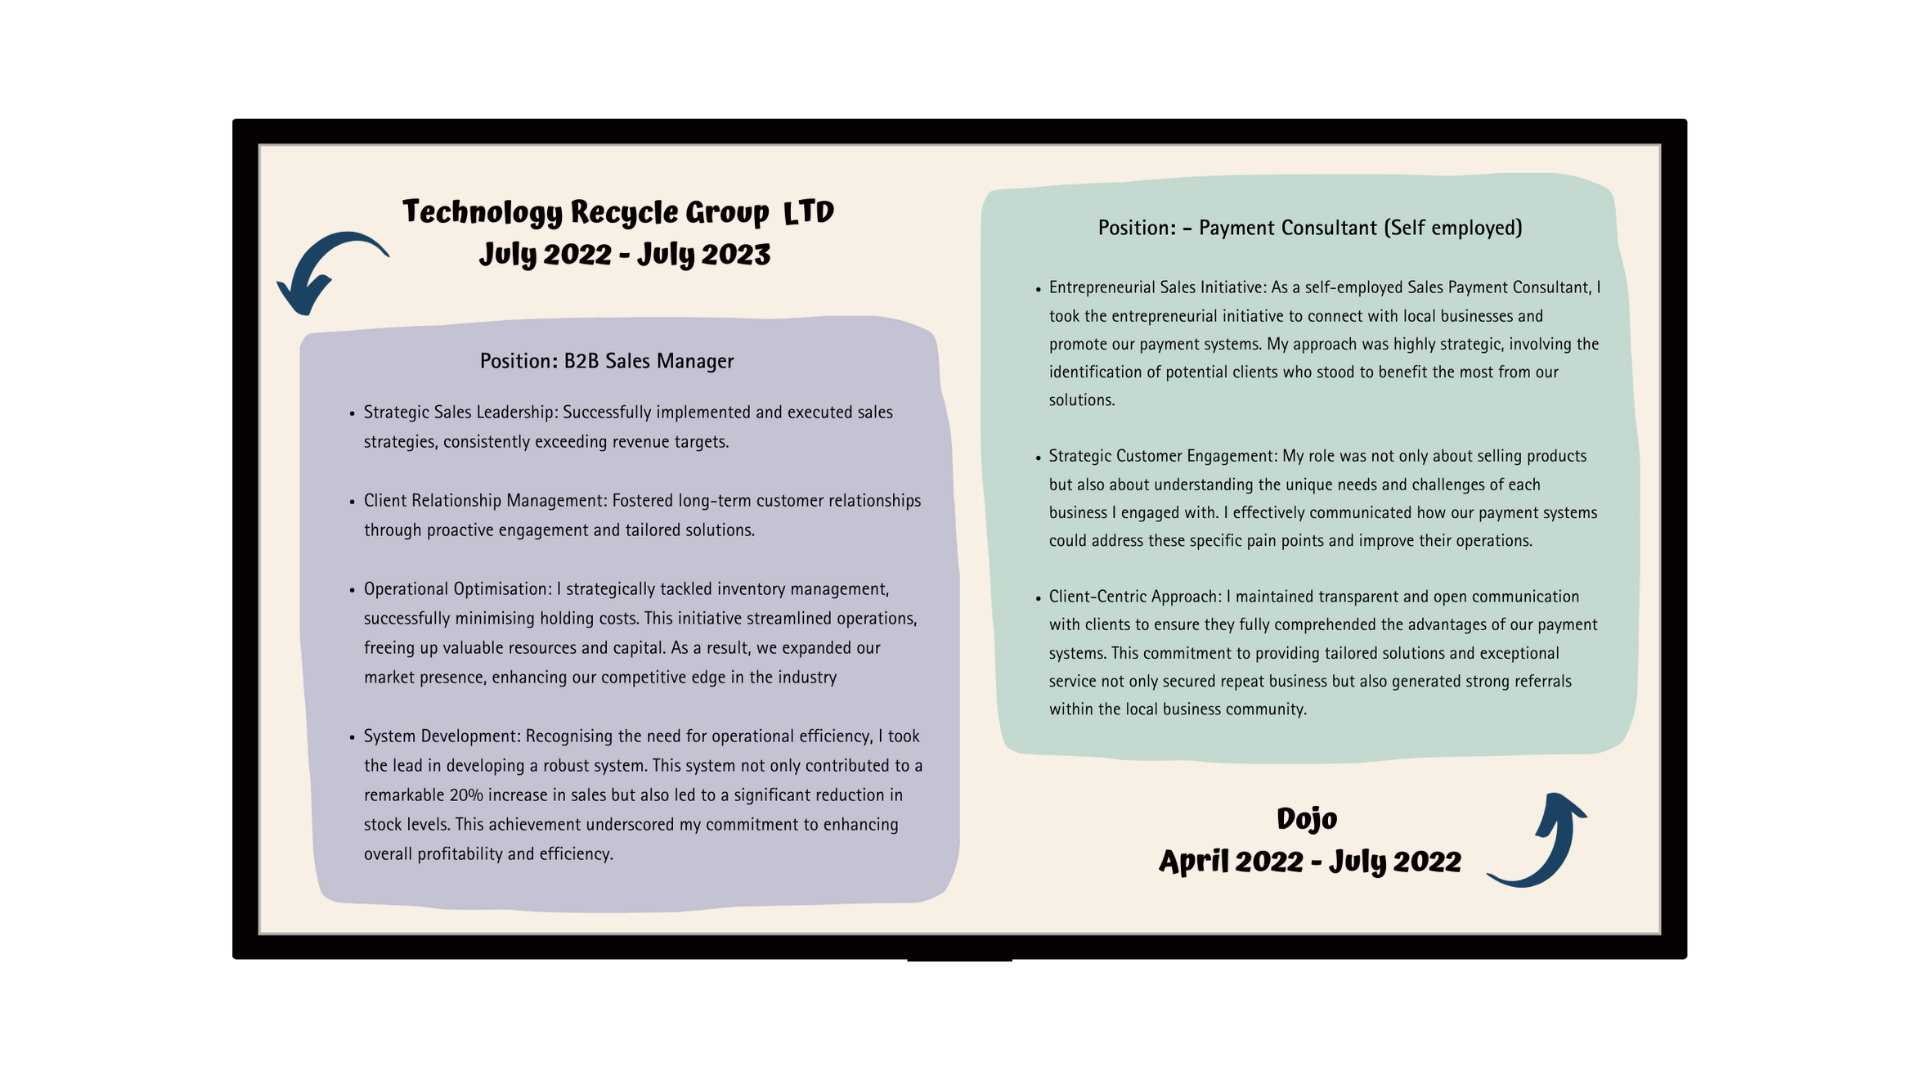 Technology Recycle Group LTD
July 2022 - July 2023
Position: B2B Sales Manager
• Strategic Sales Leadership: Successfully implemented and executed sales
strategies, consistently exceeding revenue targets.
• Client Relationship Management: Fostered long-term customer relationships
through proactive engagement and tailored solutions.
• Operational Optimisation: I strategically tackled inventory management,
successfully minimising holding costs. This initiative streamlined operations,
freeing up valuable resources and capital. As a result, we expanded our
market presence, enhancing our competitive edge in the industry
• System Development: Recognising the need for operational efficiency, I took
the lead in developing a robust system. This system not only contributed to a
remarkable 20% increase in sales but also led to a significant reduction in
stock levels. This achievement underscored my commitment to enhancing
overall profitability and efficiency.
Position: - Payment Consultant (Self employed)
• Entrepreneurial Sales Initiative: As a self-employed Sales Payment Consultant, I
took the entrepreneurial initiative to connect with local businesses and
promote our payment systems. My approach was highly strategic, involving the
identification of potential clients who stood to benefit the most from our
solutions.
• Strategic Customer Engagement: My role was not only about selling products
but also about understanding the unique needs and challenges of each
business I engaged with. I effectively communicated how our payment systems
could address these specific pain points and improve their operations.
• Client-Centric Approach: I maintained transparent and open communication
with clients to ensure they fully comprehended the advantages of our payment
systems. This commitment to providing tailored solutions and exceptional
service not only secured repeat business but also generated strong referrals
within the local business community.
Dojo
April 2022 - July 2022